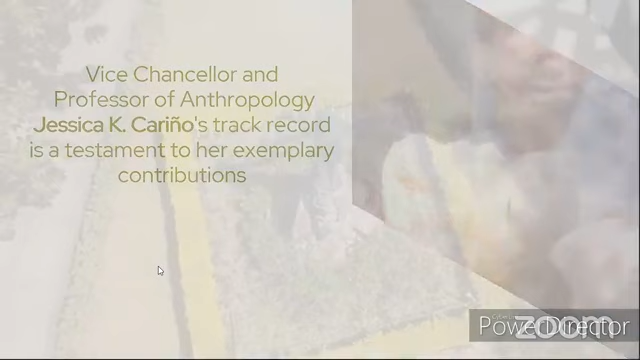 Vice Chancellor and
Professor of Anthropology
Jessica K. Cariño's track record
is a testament to her exemplary
contributions
PowerDirector
zoom